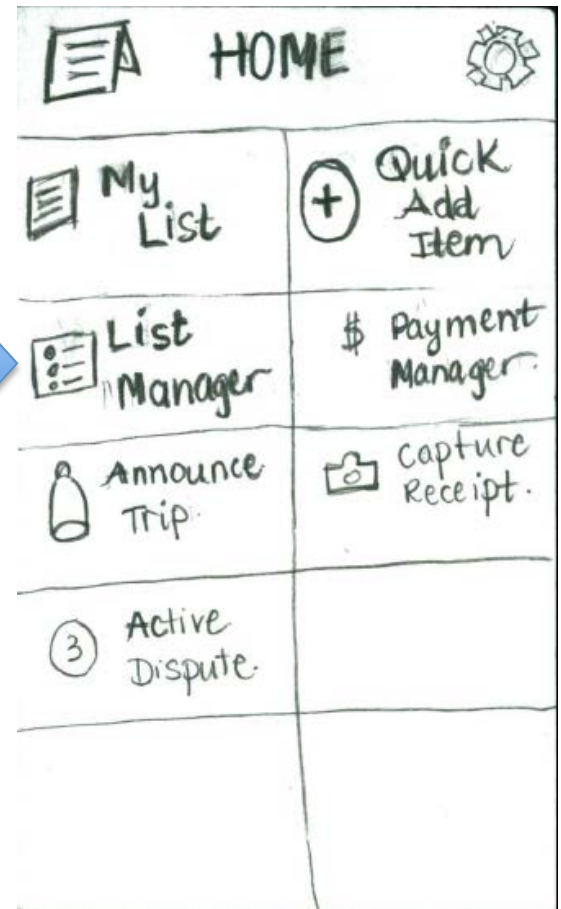 HOME
My
List
+
Quick
Add
Item
List
Manager
$ Payment
Manager.
Announce
Trip.
Capture
Receipt.
3
Active
Dispute.